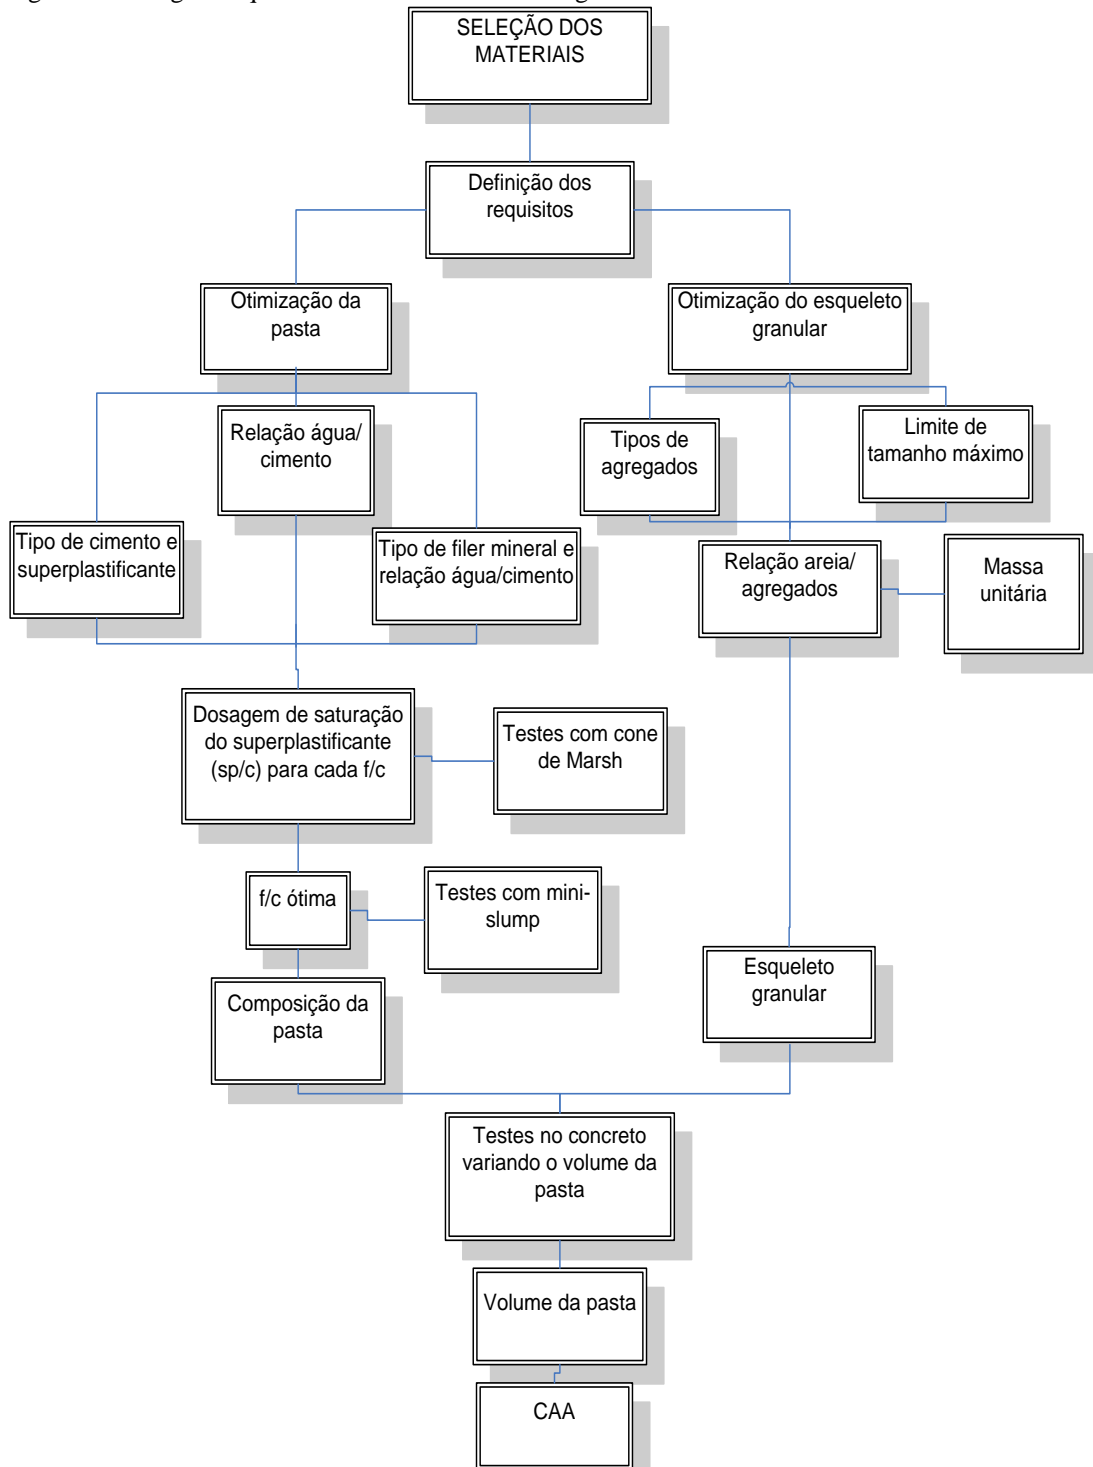 SELEÇÃO DOS
MATERIAIS
Definição dos
requisitos
Otimização da
pasta
Otimização do esqueleto
granular
Relação água/
cimento
Tipos de
agregados
Limite de
tamanho máximo
Tipo de cimento e
superplastificante
Tipo de filer mineral e
relação água/cimento
Relação areia/
agregados
Massa
unitária
Dosagem de saturação
do superplastificante
(sp/c) para cada f/c
Testes com cone
de Marsh
f/c ótima
Testes com mini-
slump
Composição da
pasta
Esqueleto
granular
Testes no concreto
variando o volume da
pasta
Volume da pasta
CAA